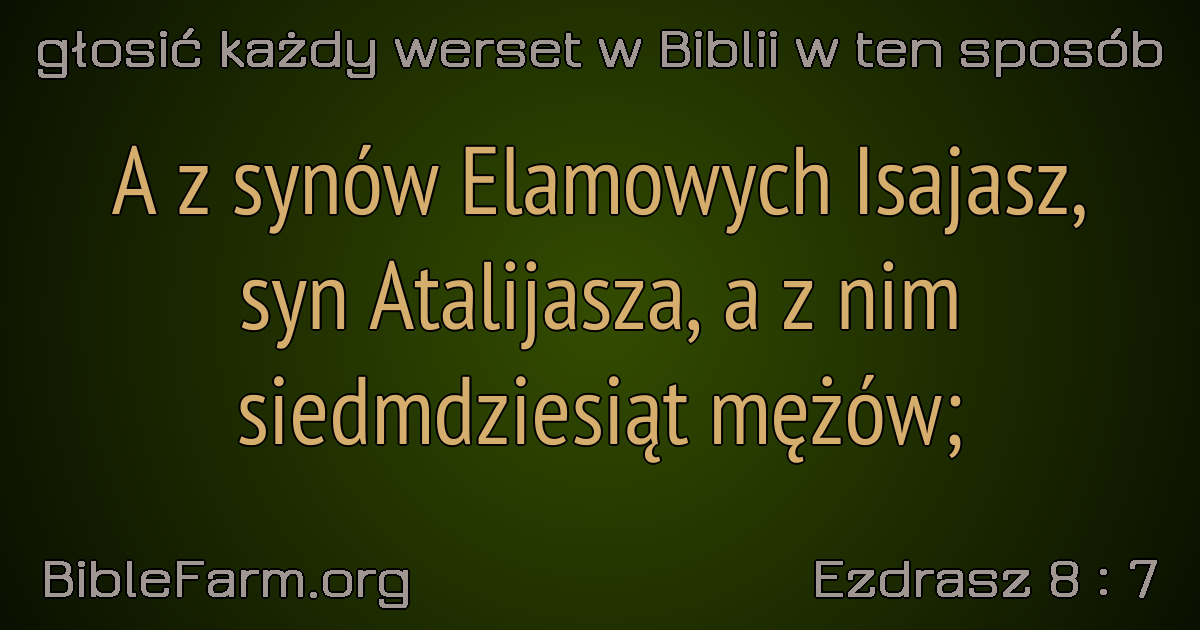 głosić każdy werset w Biblii w ten sposób
A z synów Elamowych Isajasz,
syn Atalijasza, a z nim
siedmdziesiąt mężów;
BibleFarm.org
Ezdrasz 8 : 7